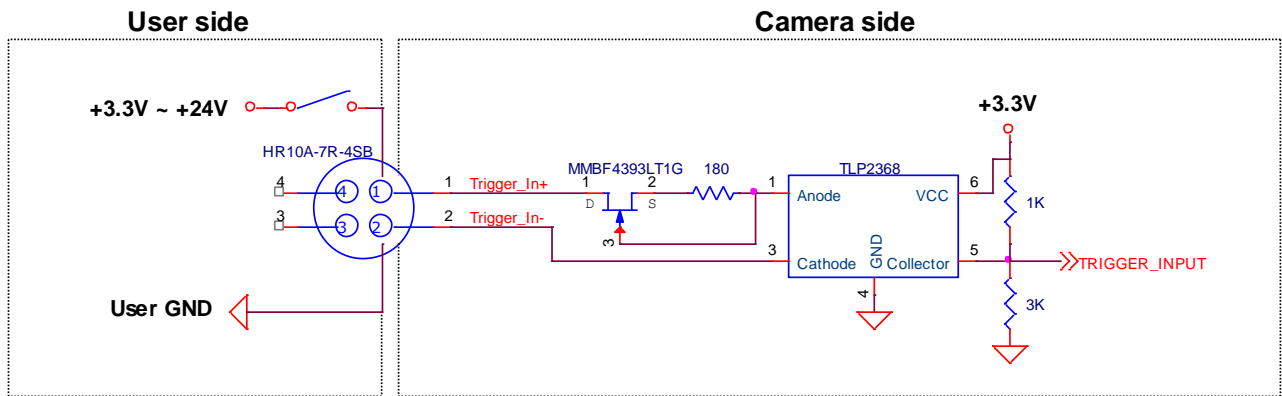 User side
Camera side
+3.3V ~ +24V
+3.3V
HR10A-7R-4SB
MMBF4393LT1G
180
TLP2368
4
4
1
1
Trigger_In+
1
2
D
S
1
Anode
VCC
6
1K
3
3
2
2
Trigger_In-
3
3
Cathode
GND
Collector
5
TRIGGER_INPUT
4
User GND
3K